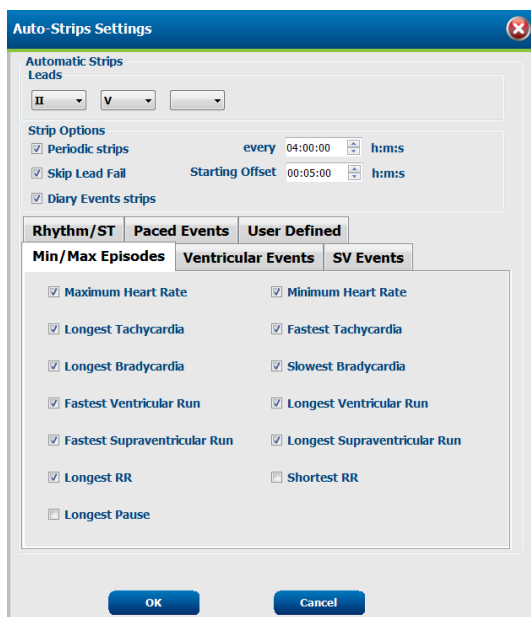 Auto-Strips Settings
Automatic Strips
Leads
II V
Strip Options
Periodic strips every 04:00:00 h:m:s
Skip Lead Fail Starting Offset 00:05:00 h:m:s
Diary Events strips
Rhythm/ST Paced Events User Defined
Min/Max Episodes Ventricular Events SV Events
Maximum Heart Rate Minimum Heart Rate
Longest Tachycardia Fastest Tachycardia
Longest Bradycardia Slowest Bradycardia
Fastest Ventricular Run Longest Ventricular Run
Fastest Supraventricular Run Longest Supraventricular Run
Longest RR Shortest RR
Longest Pause
OK Cancel